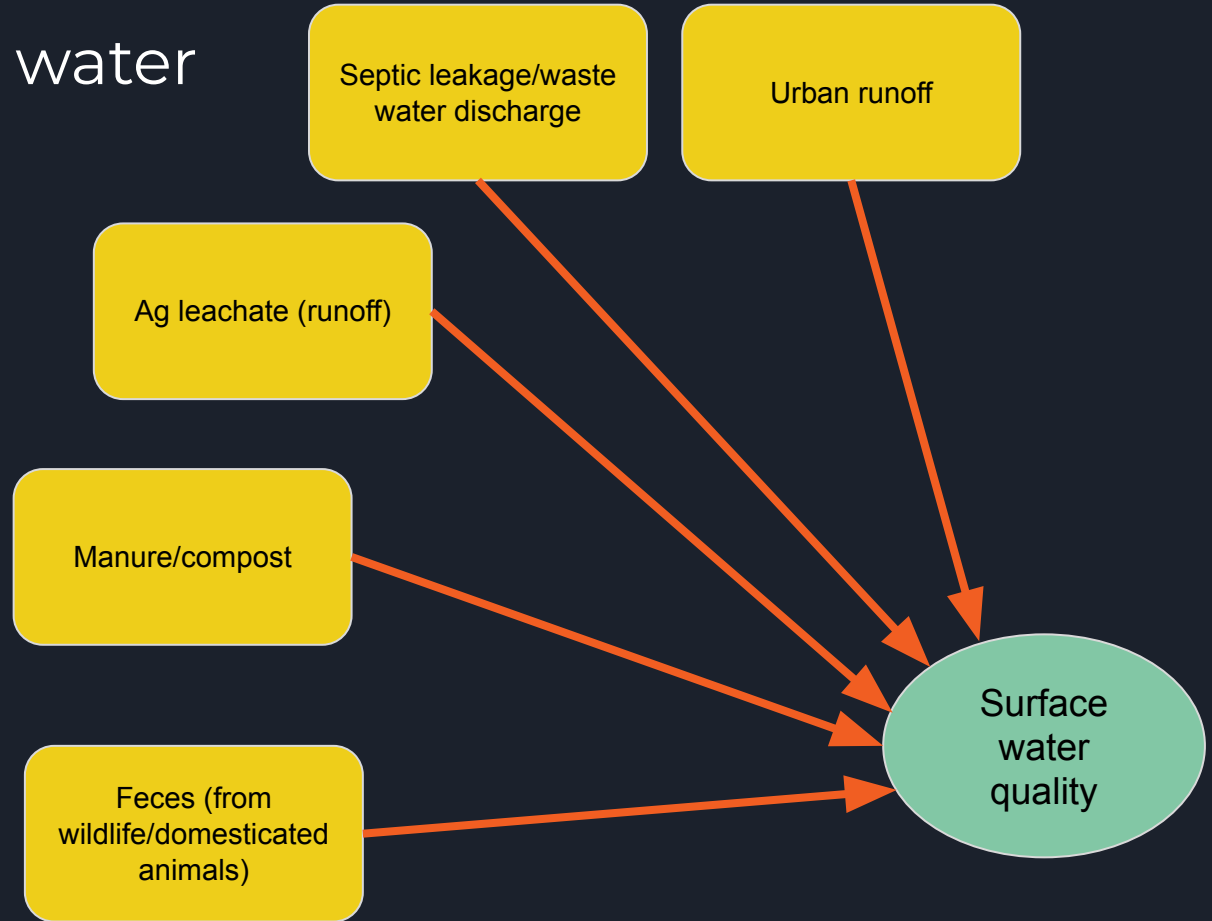 water
Septic leakage/waste
water discharge
Urban runoff
Ag leachate (runoff)
Manure/compost
Feces (from
wildlife/domesticated
animals)
Surface
water
quality